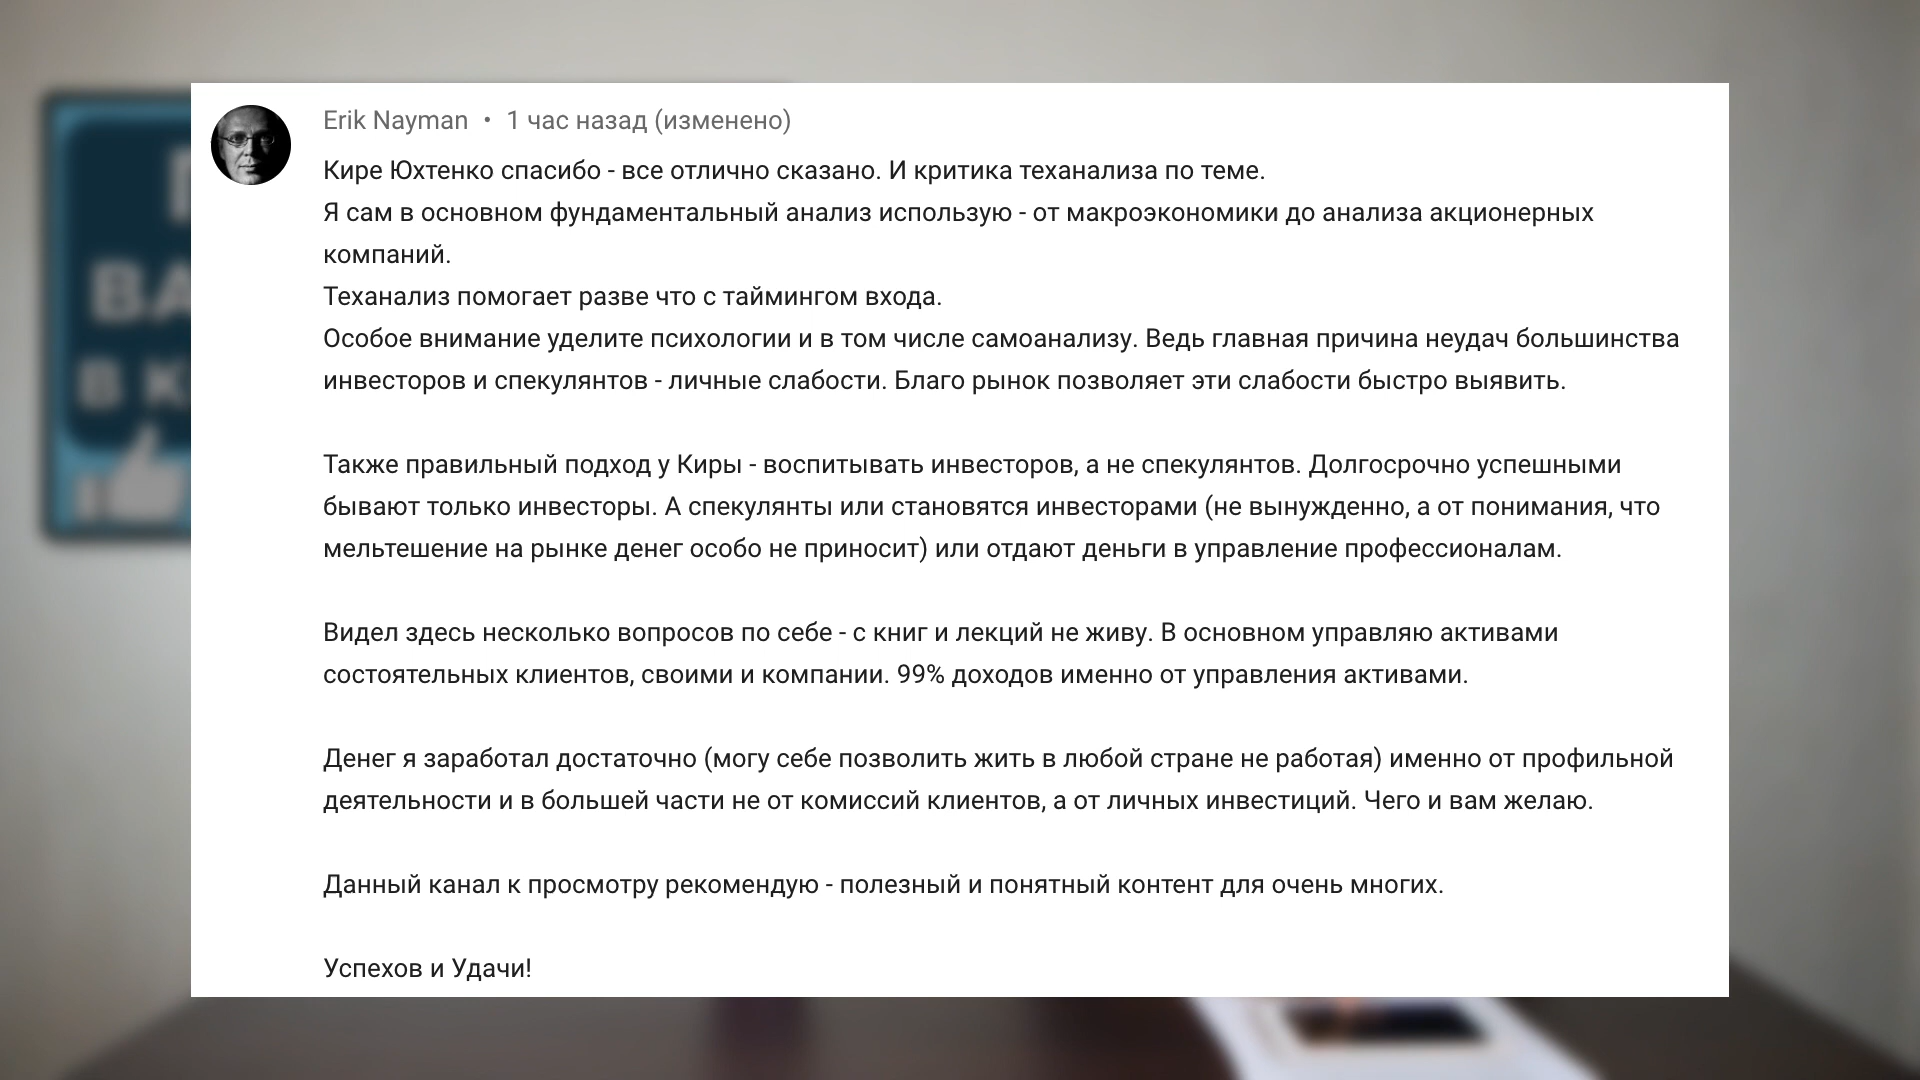 Erik Nayman • 1 час назад (изменено)
Кире Юхтенко спасибо - все отлично сказано. И критика теханализа по теме.
Я сам в основном фундаментальный анализ использую - от макроэкономики до анализа акционерных
компаний.
Теханализ помогает разве что с таймингом входа.
Особое внимание уделите психологии и в том числе самоанализу. Ведь главная причина неудач большинства
инвесторов и спекулянтов - личные слабости. Благо рынок позволяет эти слабости быстро выявить.
Также правильный подход у Киры - воспитывать инвесторов, а не спекулянтов. Долгосрочно успешными
бывают только инвесторы. А спекулянты или становятся инвесторами (не вынужденно, а от понимания, что
мельтешение на рынке денег особо не приносит) или отдают деньги в управление профессионалам.
Видел здесь несколько вопросов по себе - с книг и лекций не живу. В основном управляю активами
состоятельных клиентов, своими и компании. 99% доходов именно от управления активами.
Денег я заработал достаточно (могу себе позволить жить в любой стране не работая) именно от профильной
деятельности и в большей части не от комиссий клиентов, а от личных инвестиций. Чего и вам желаю.
Данный канал к просмотру рекомендую - полезный и понятный контент для очень многих.
Успехов и Удачи!